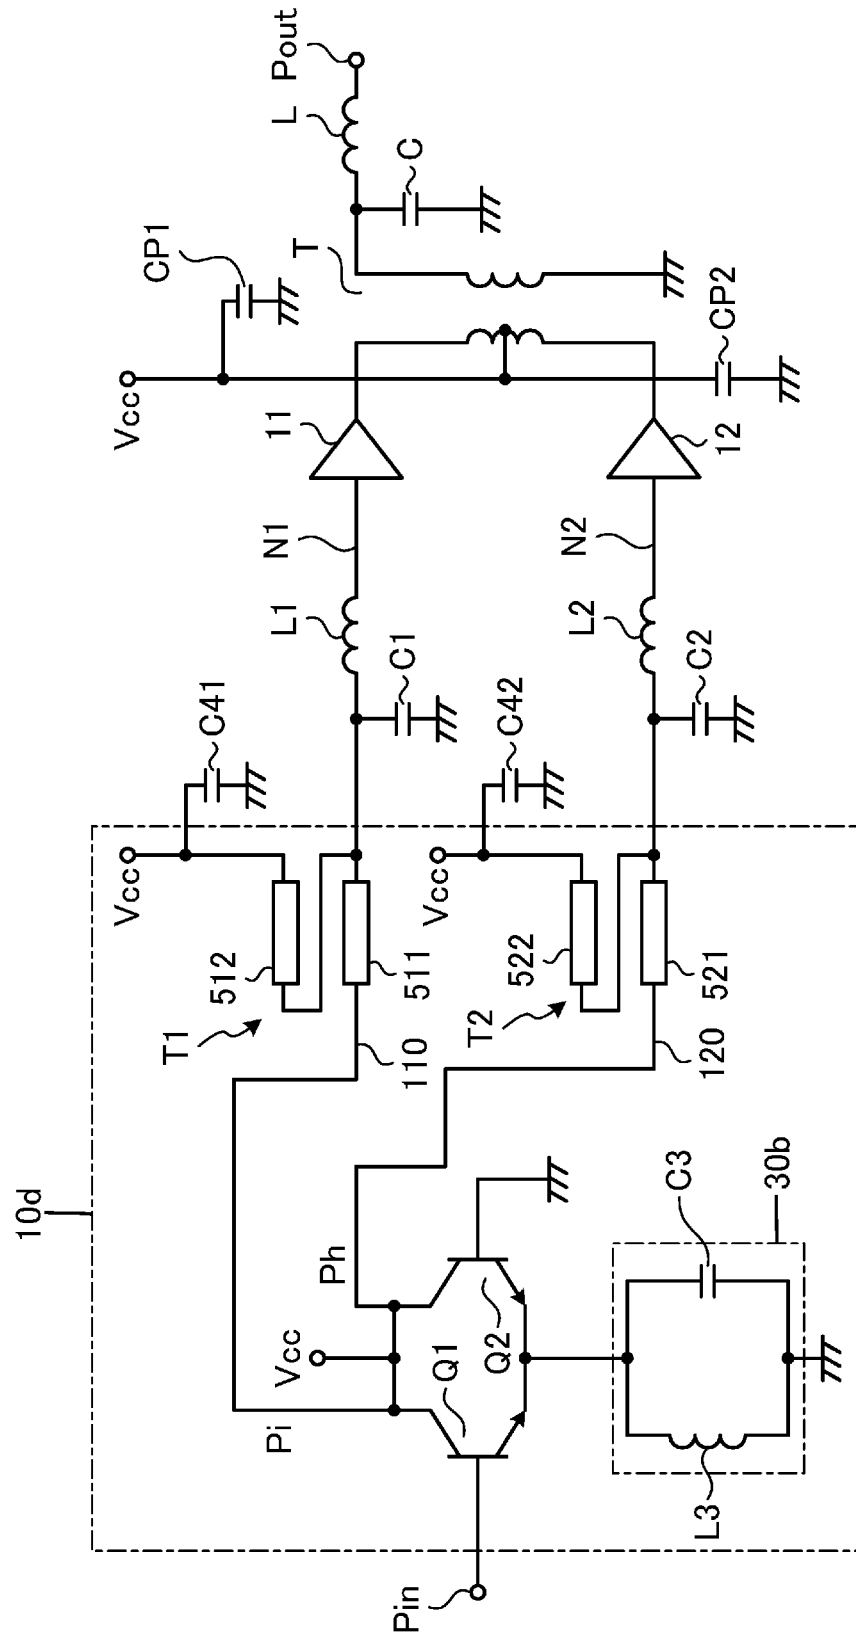 10d
Pin
Pi
Vcc
Ph
Q1
Q2
L3
C3
30b
T1
512
Vcc
C41
511
110
T2
522
Vcc
C42
521
120
L1
C1
L2
C2
N1
N2
11
12
Vcc
CP1
CP2
T
C
L
Pout